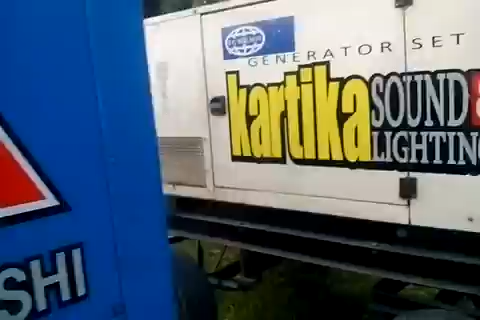 GENERATOR SET
kartika SOUND &
LIGHTING
SHI